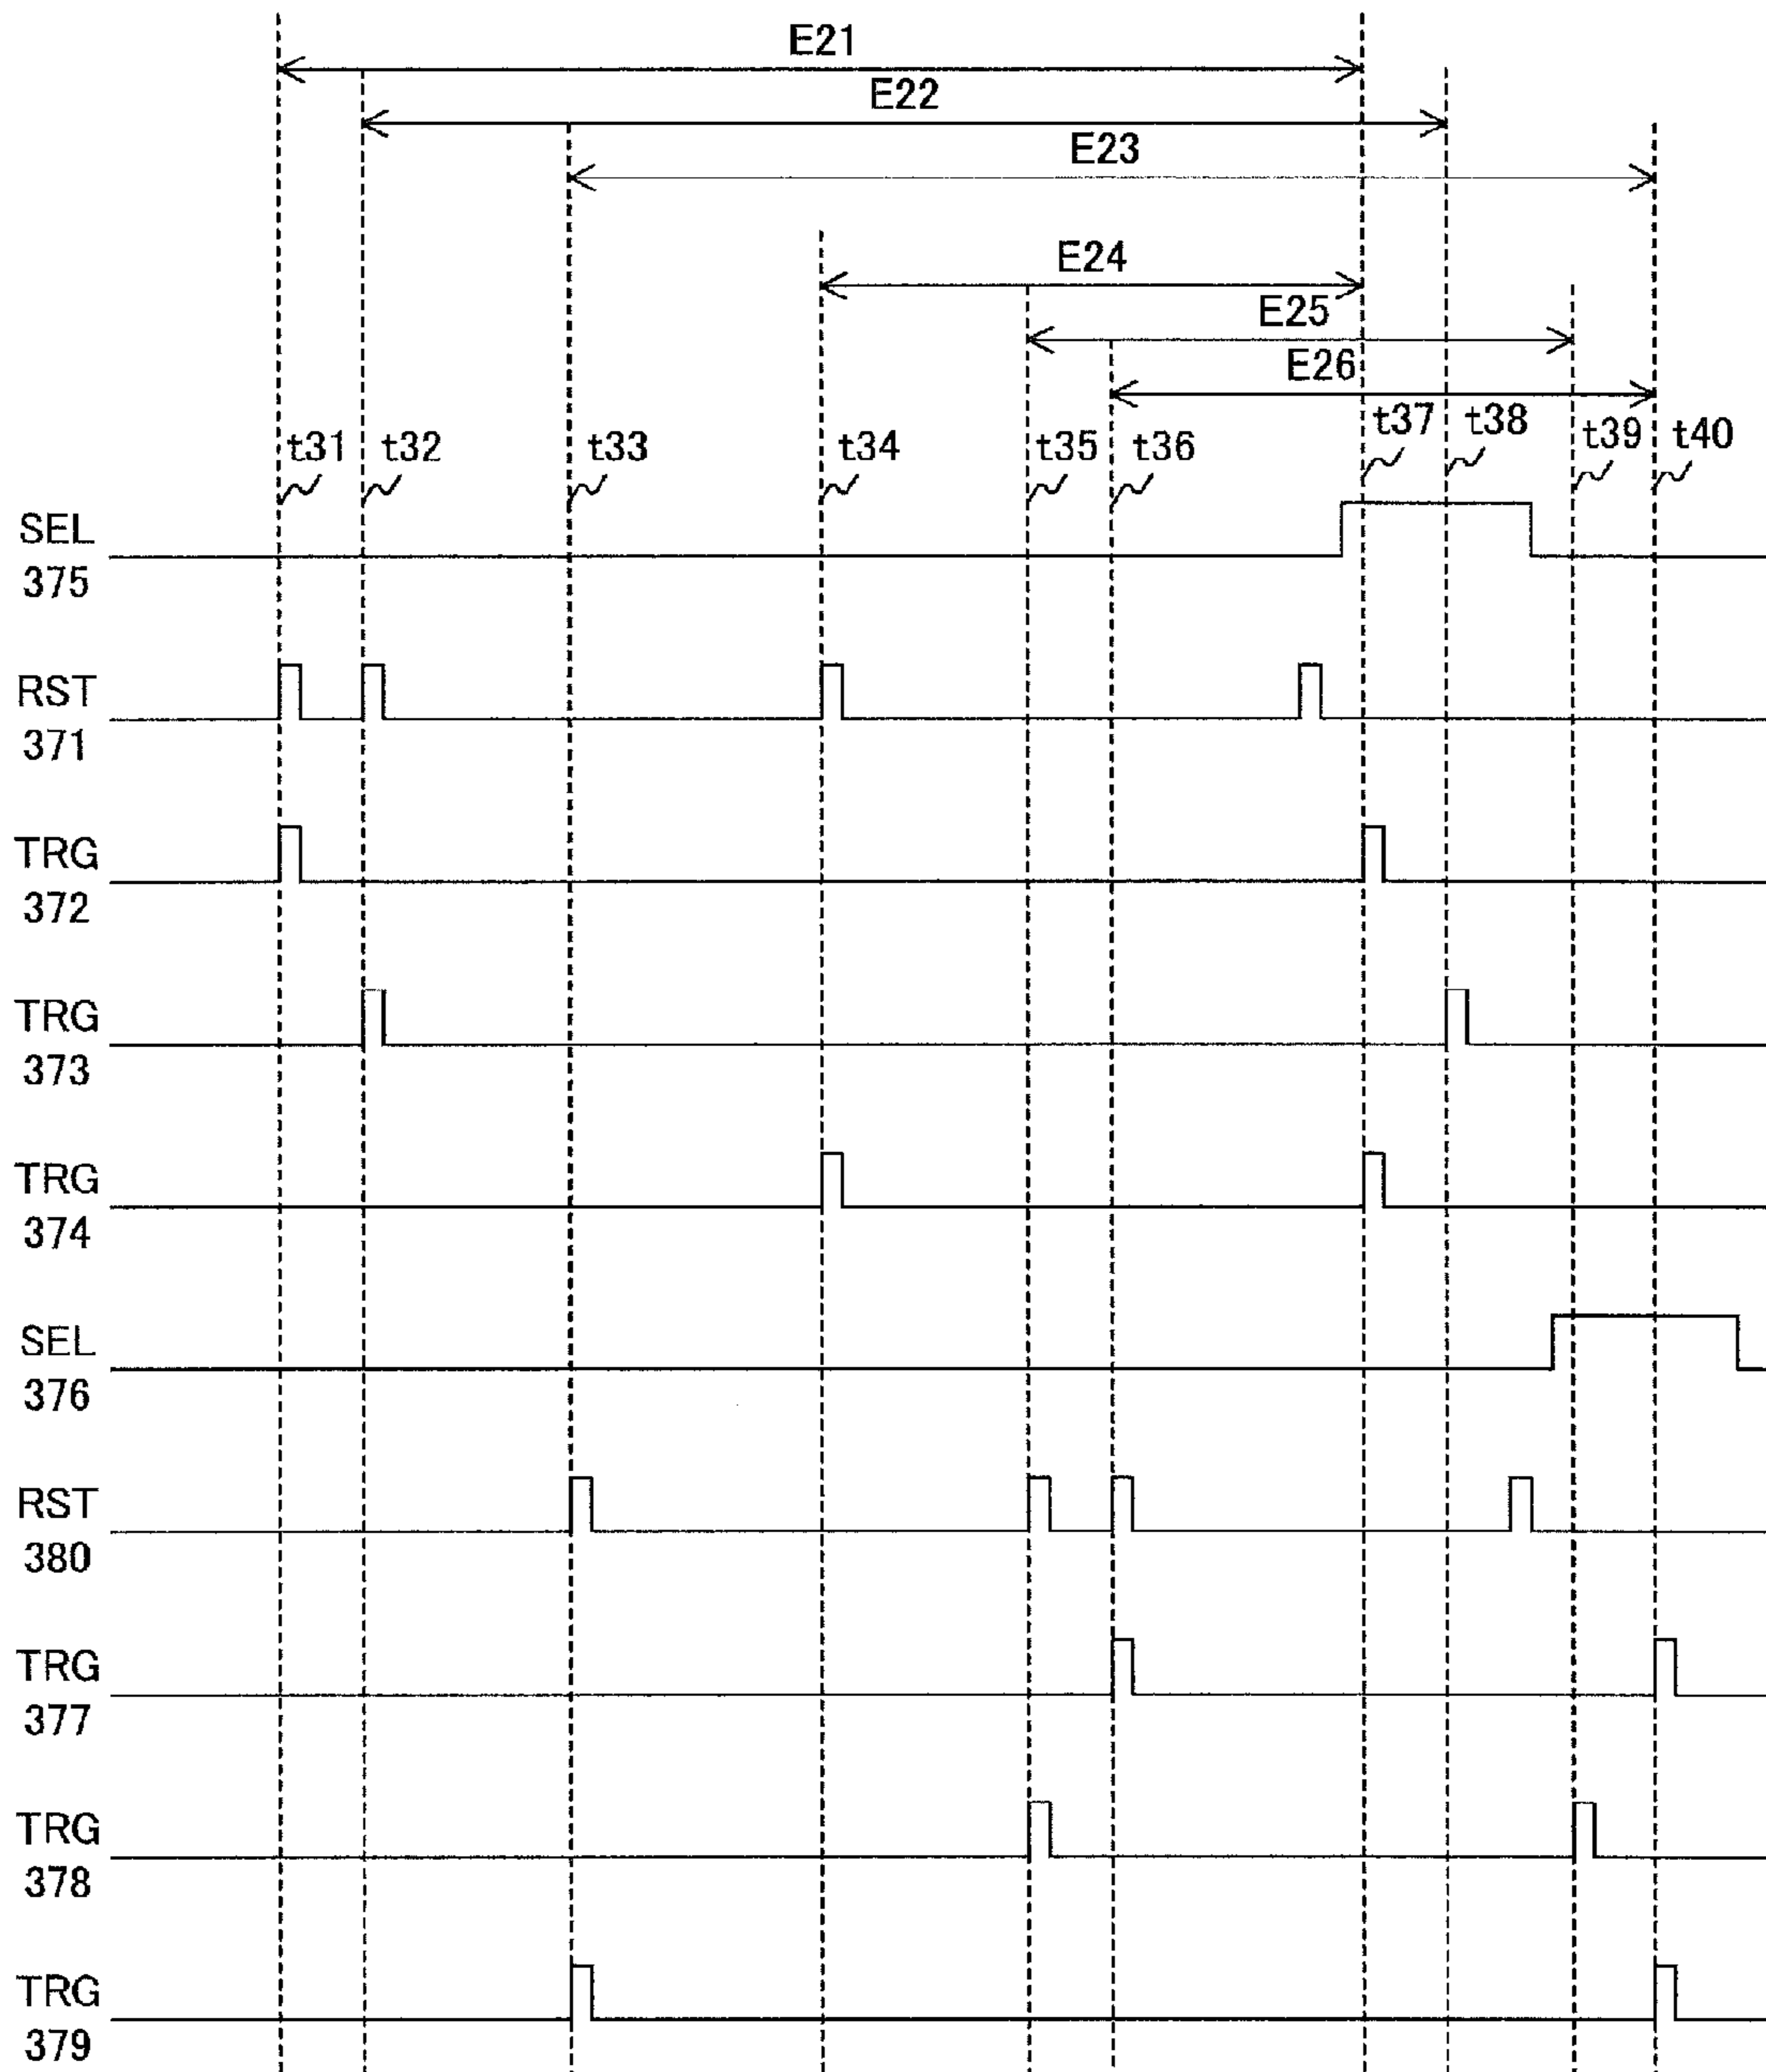 E21
E22
E23
E24
E25
E26
t31 t32 t33 t34 t35 t36 t37 t38 t39 t40
SEL
375
RST
371
TRG
372
TRG
373
TRG
374
SEL
376
RST
380
TRG
377
TRG
378
TRG
379